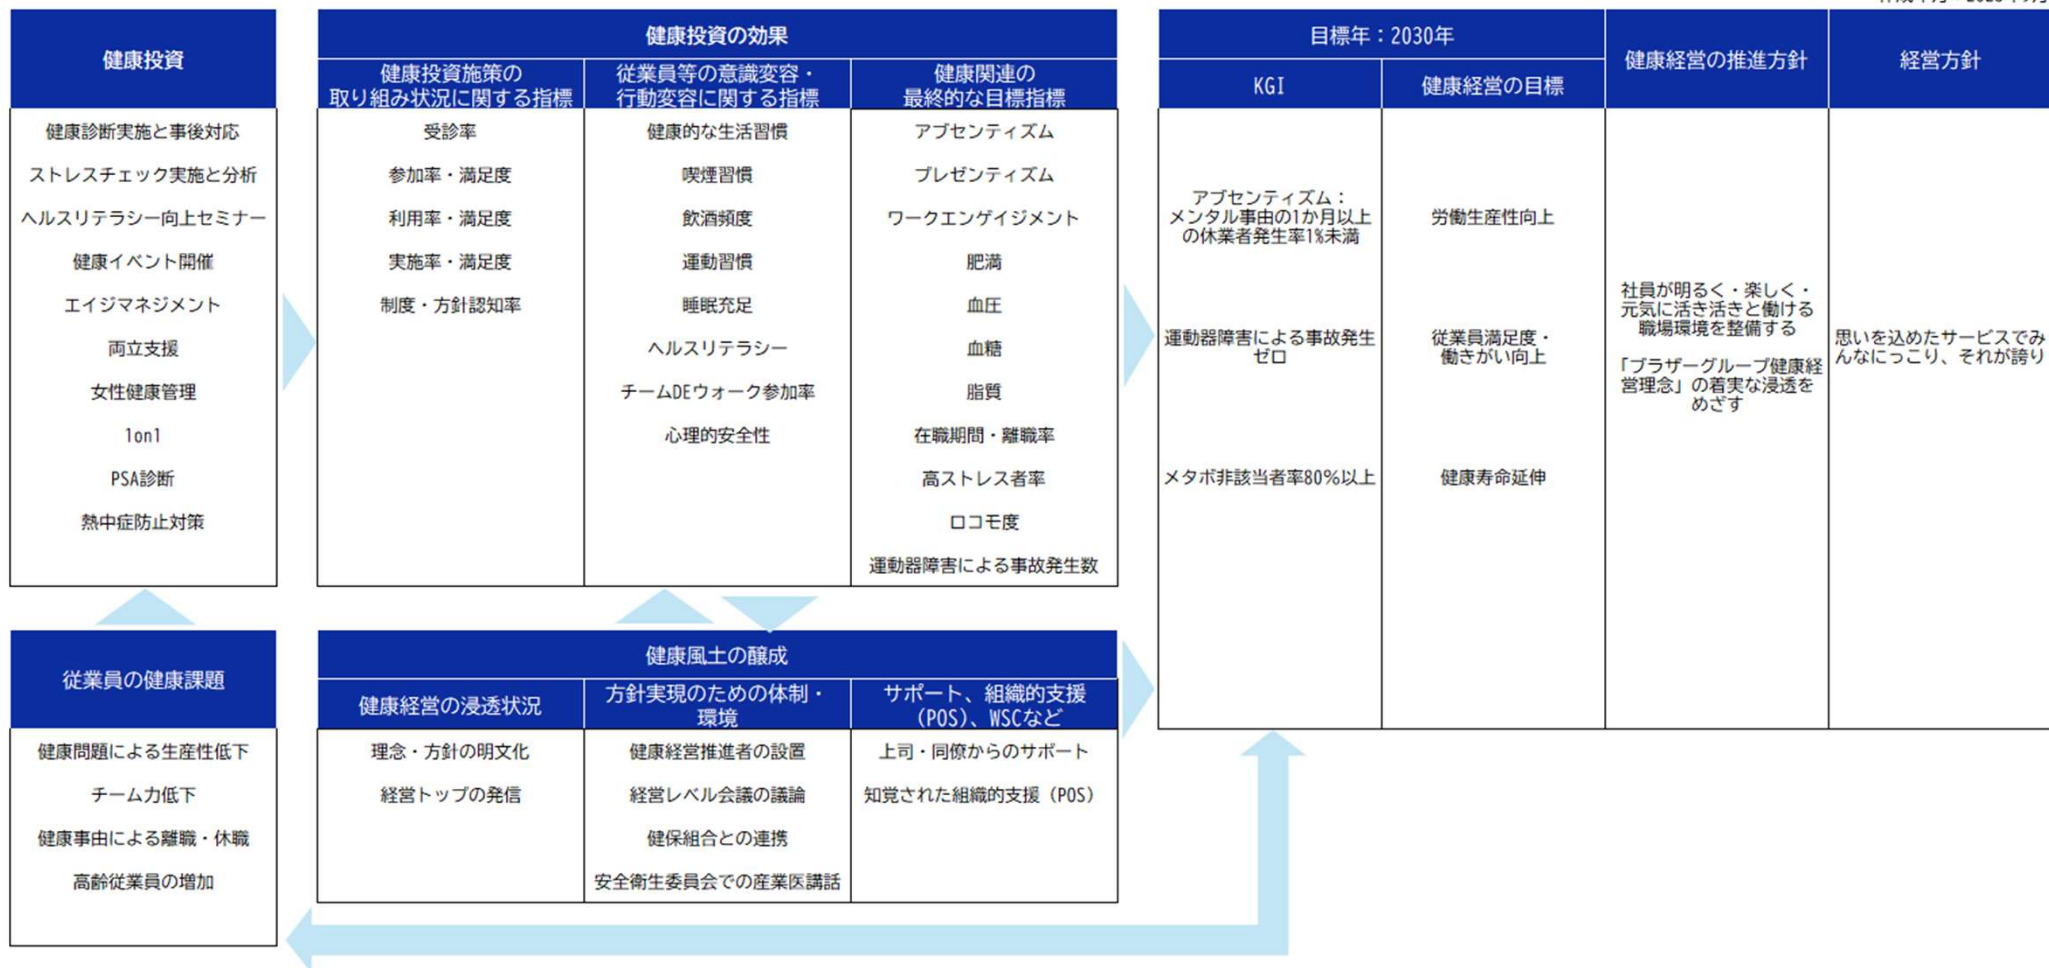 健康投資
健康診断実施と事後対応
ストレスチェック実施と分析
ヘルスリテラシー向上セミナー
健康イベント開催
エイジマネジメント
両立支援
女性健康管理
1on1
PSA診断
熱中症防止対策
健康投資の効果
健康投資施策の
取り組み状況に関する指標
受診率
参加率・満足度
利用率・満足度
実施率・満足度
制度・方針認知率
従業員等の意識変容・
行動変容に関する指標
健康的な生活習慣
喫煙習慣
飲酒頻度
運動習慣
睡眠充足
ヘルスリテラシー
チームDEウォーク参加率
心理的安全性
健康関連の
最終的な目標指標
アブセンティズム
プレゼンティズム
ワークエンゲイジメント
肥満
血圧
血糖
脂質
在職期間・離職率
高ストレス者率
ロコモ度
運動器障害による事故発生数
目標年：2030年
KGI
アブセンティズム：
メンタル事由の1か月以上
の休業者発生率1%未満
運動器障害による事故発生
ゼロ
メタボ非該当者率80%以上
健康経営の目標
労働生産性向上
従業員満足度・
働きがい向上
健康寿命延伸
健康経営の推進方針
社員が明るく・楽しく・
元気に活き活きと働ける
職場環境を整備する
「ブラザーグループ健康経
営理念」の着実な浸透を
めざす
経営方針
思いを込めたサービスでみ
んなにっこり、それが誇り
従業員の健康課題
健康問題による生産性低下
チーム力低下
健康事由による離職・休職
高齢従業員の増加
健康風土の醸成
健康経営の浸透状況
理念・方針の明文化
経営トップの発信
方針実現のための体制・
環境
健康経営推進者の設置
経営レベル会議の議論
健保組合との連携
安全衛生委員会での産業医講話
サポート、組織的支援
（POS）、WSCなど
上司・同僚からのサポート
知覚された組織的支援（POS）